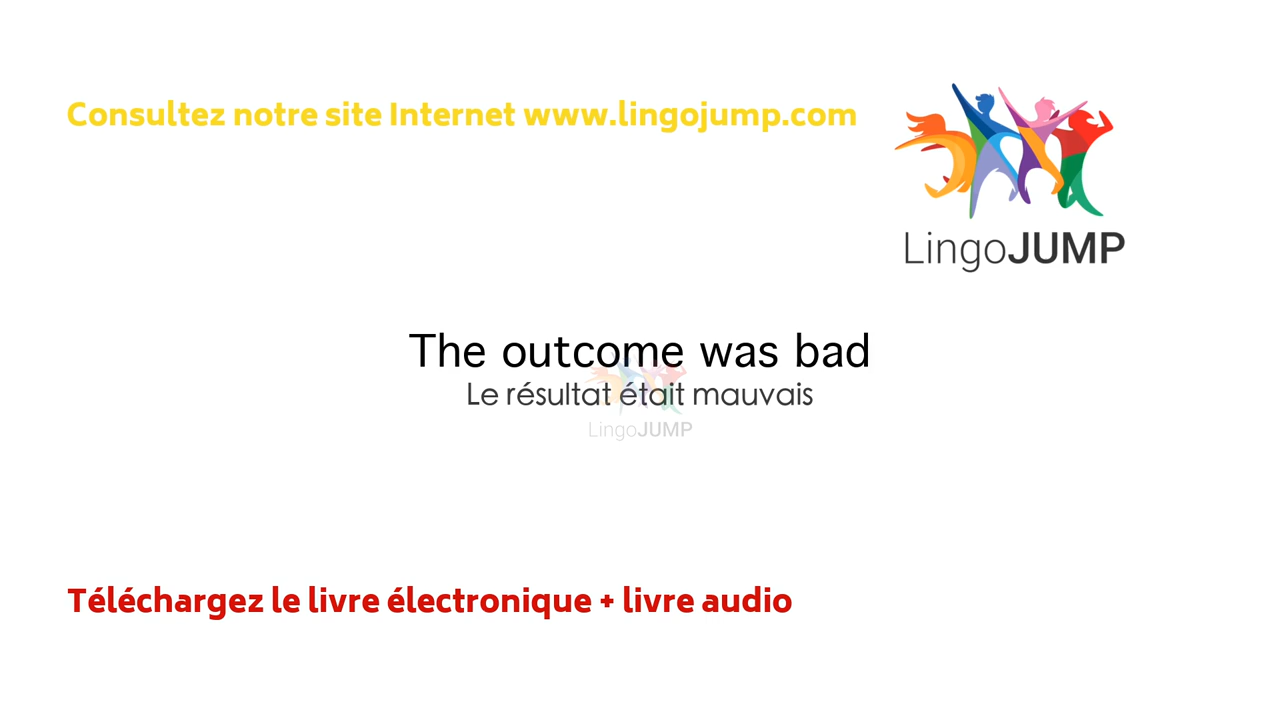 Consultez notre site Internet www.lingojump.com
LingoJUMP
The outcome was bad
Le résultat était mauvais
LingoJUMP
Téléchargez le livre électronique + livre audio